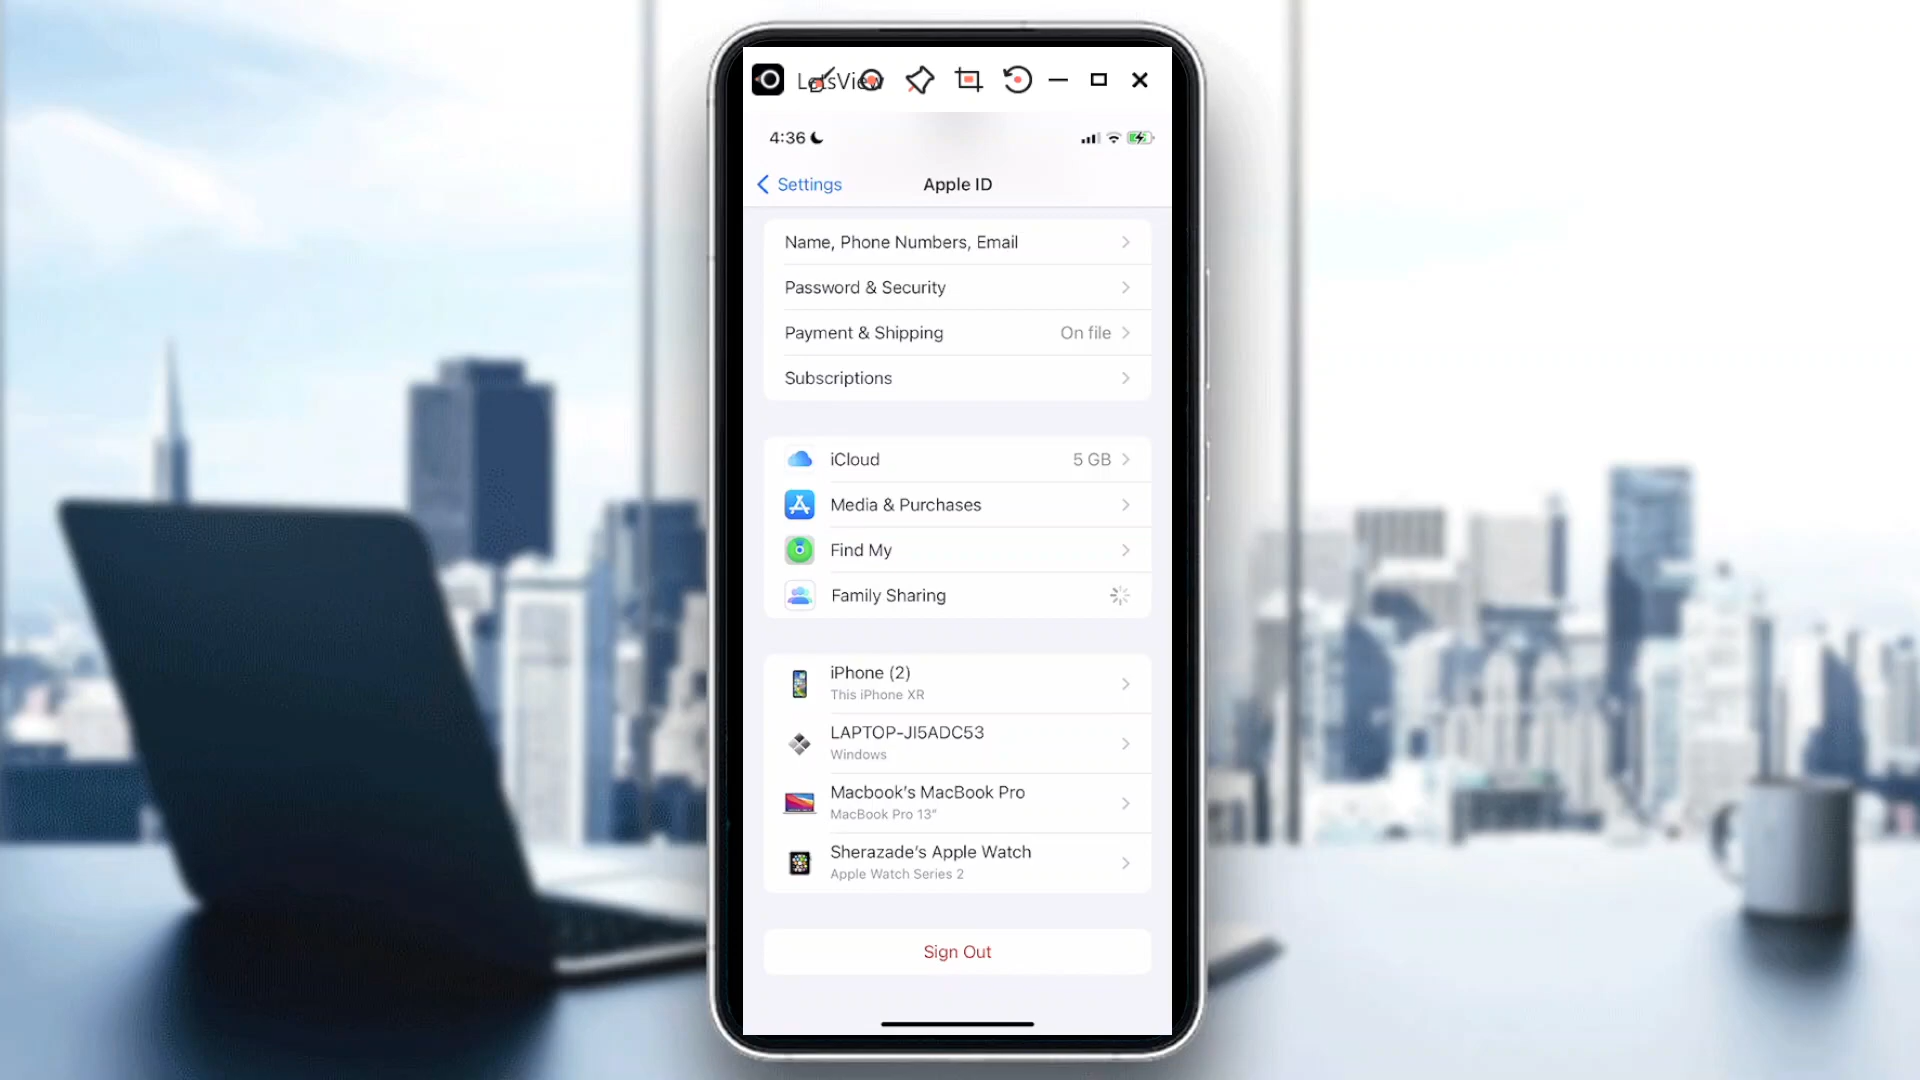 LetsView
4:36
Settings
Apple ID
Name, Phone Numbers, Email
Password & Security
Payment & Shipping
On file
Subscriptions
iCloud
5 GB
Media & Purchases
Find My
Family Sharing
iPhone (2)
This iPhone XR
LAPTOP-JI5ADC53
Windows
Macbook's MacBook Pro
MacBook Pro 13"
Sherazade's Apple Watch
Apple Watch Series 2
Sign Out